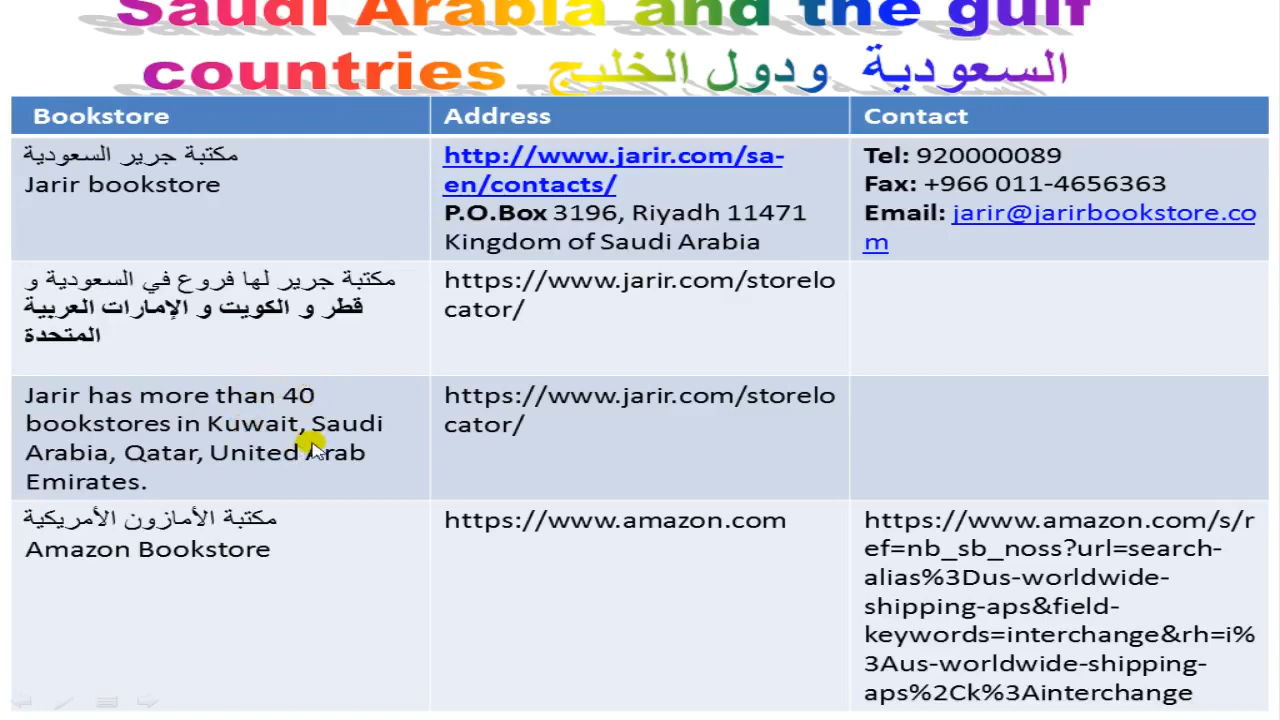 Saudi Arabia and the gulf
countries السعودية ودول الخليج
Bookstore
Address
Contact
مكتبة جرير السعودية
Jarir bookstore
http://www.jarir.com/sa-
en/contacts/
P.O.Box 3196, Riyadh 11471
Kingdom of Saudi Arabia
Tel: 920000089
Fax: +966 011-4656363
Email: jarir@jarirbookstore.co
m
مكتبة جرير لها فروع في السعودية و
قطر و الكويت و الإمارات العربية
المتحدة
https://www.jarir.com/storelo
cator/
Jarir has more than 40
bookstores in Kuwait, Saudi
Arabia, Qatar, United Arab
Emirates.
https://www.jarir.com/storelo
cator/
مكتبة الأمازون الأمريكية
Amazon Bookstore
https://www.amazon.com
https://www.amazon.com/s/r
ef=nb_sb_noss?url=search-
alias%3Dus-worldwide-
shipping-aps&field-
keywords=interchange&rh=i%
3Aus-worldwide-shipping-
aps%2Ck%3Ainterchange